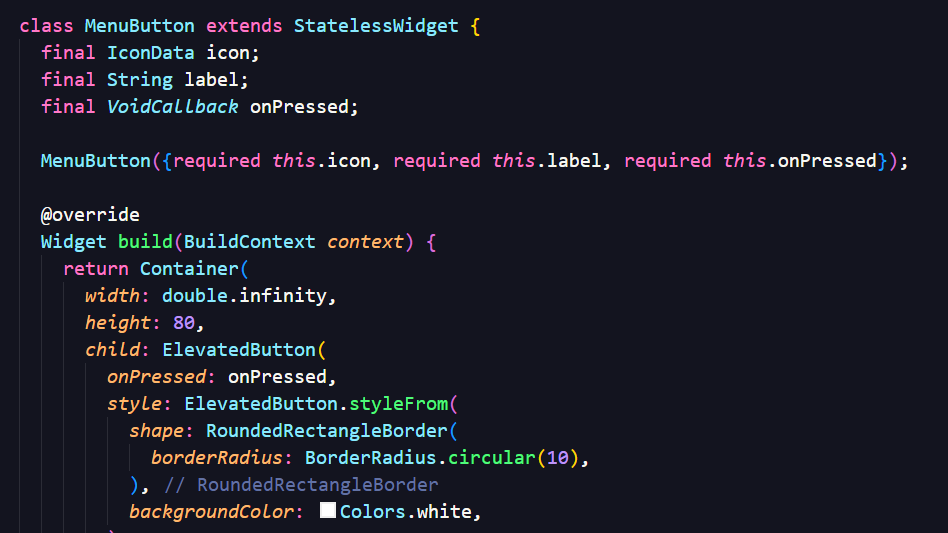 class MenuButton extends StatelessWidget {
final IconData icon;
final String label;
final VoidCallback onPressed;
MenuButton({required this.icon, required this.label, required this.onPressed});
@override
Widget build(BuildContext context) {
return Container(
width: double.infinity,
height: 80,
child: ElevatedButton(
onPressed: onPressed,
style: ElevatedButton.styleFrom(
shape: RoundedRectangleBorder(
borderRadius: BorderRadius.circular(10),
), // RoundedRectangleBorder
backgroundColor: Colors.white,